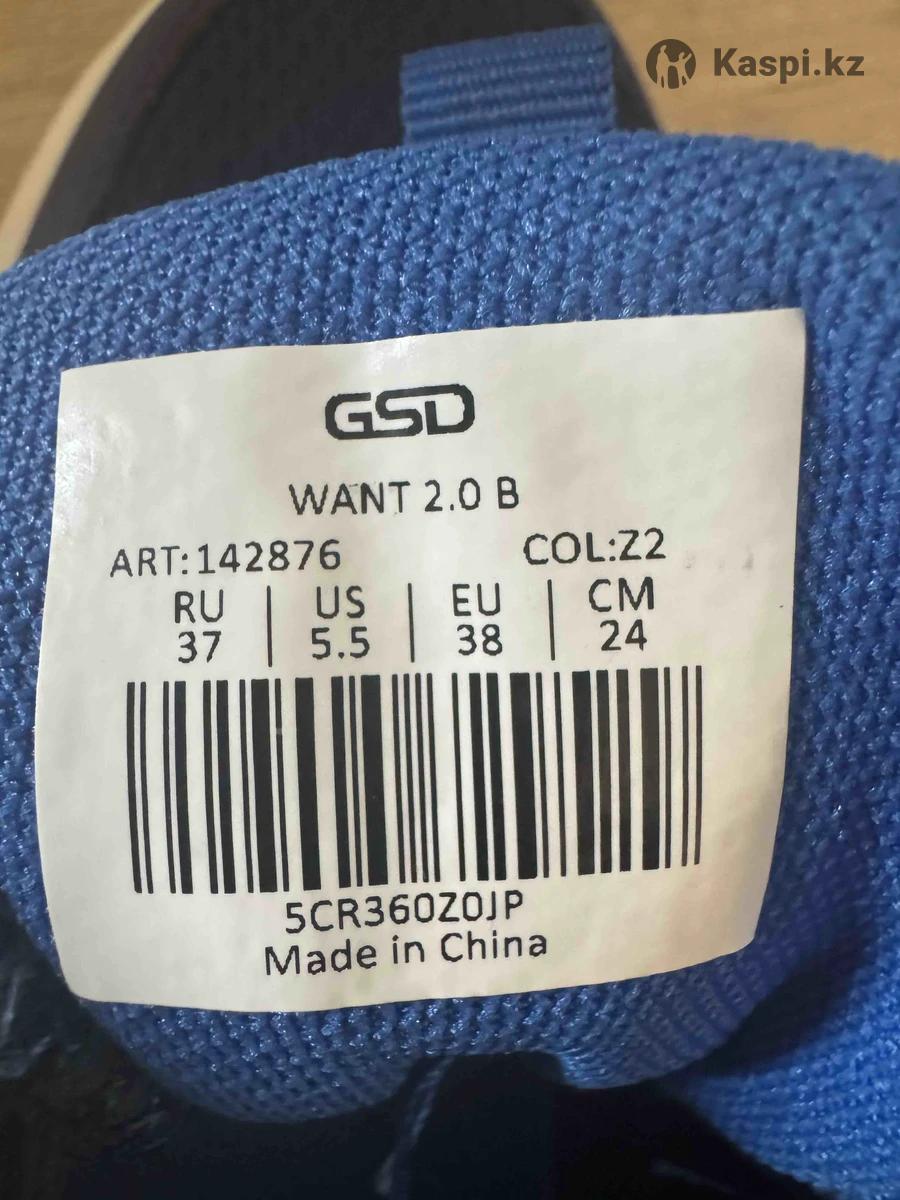 Kaspi.kz
GSD
WANT 2.0 B
ART:142876 COL:Z2
RU | US | EU | CM
37 | 5.5 | 38 | 24
5CR360Z0JP
Made in China